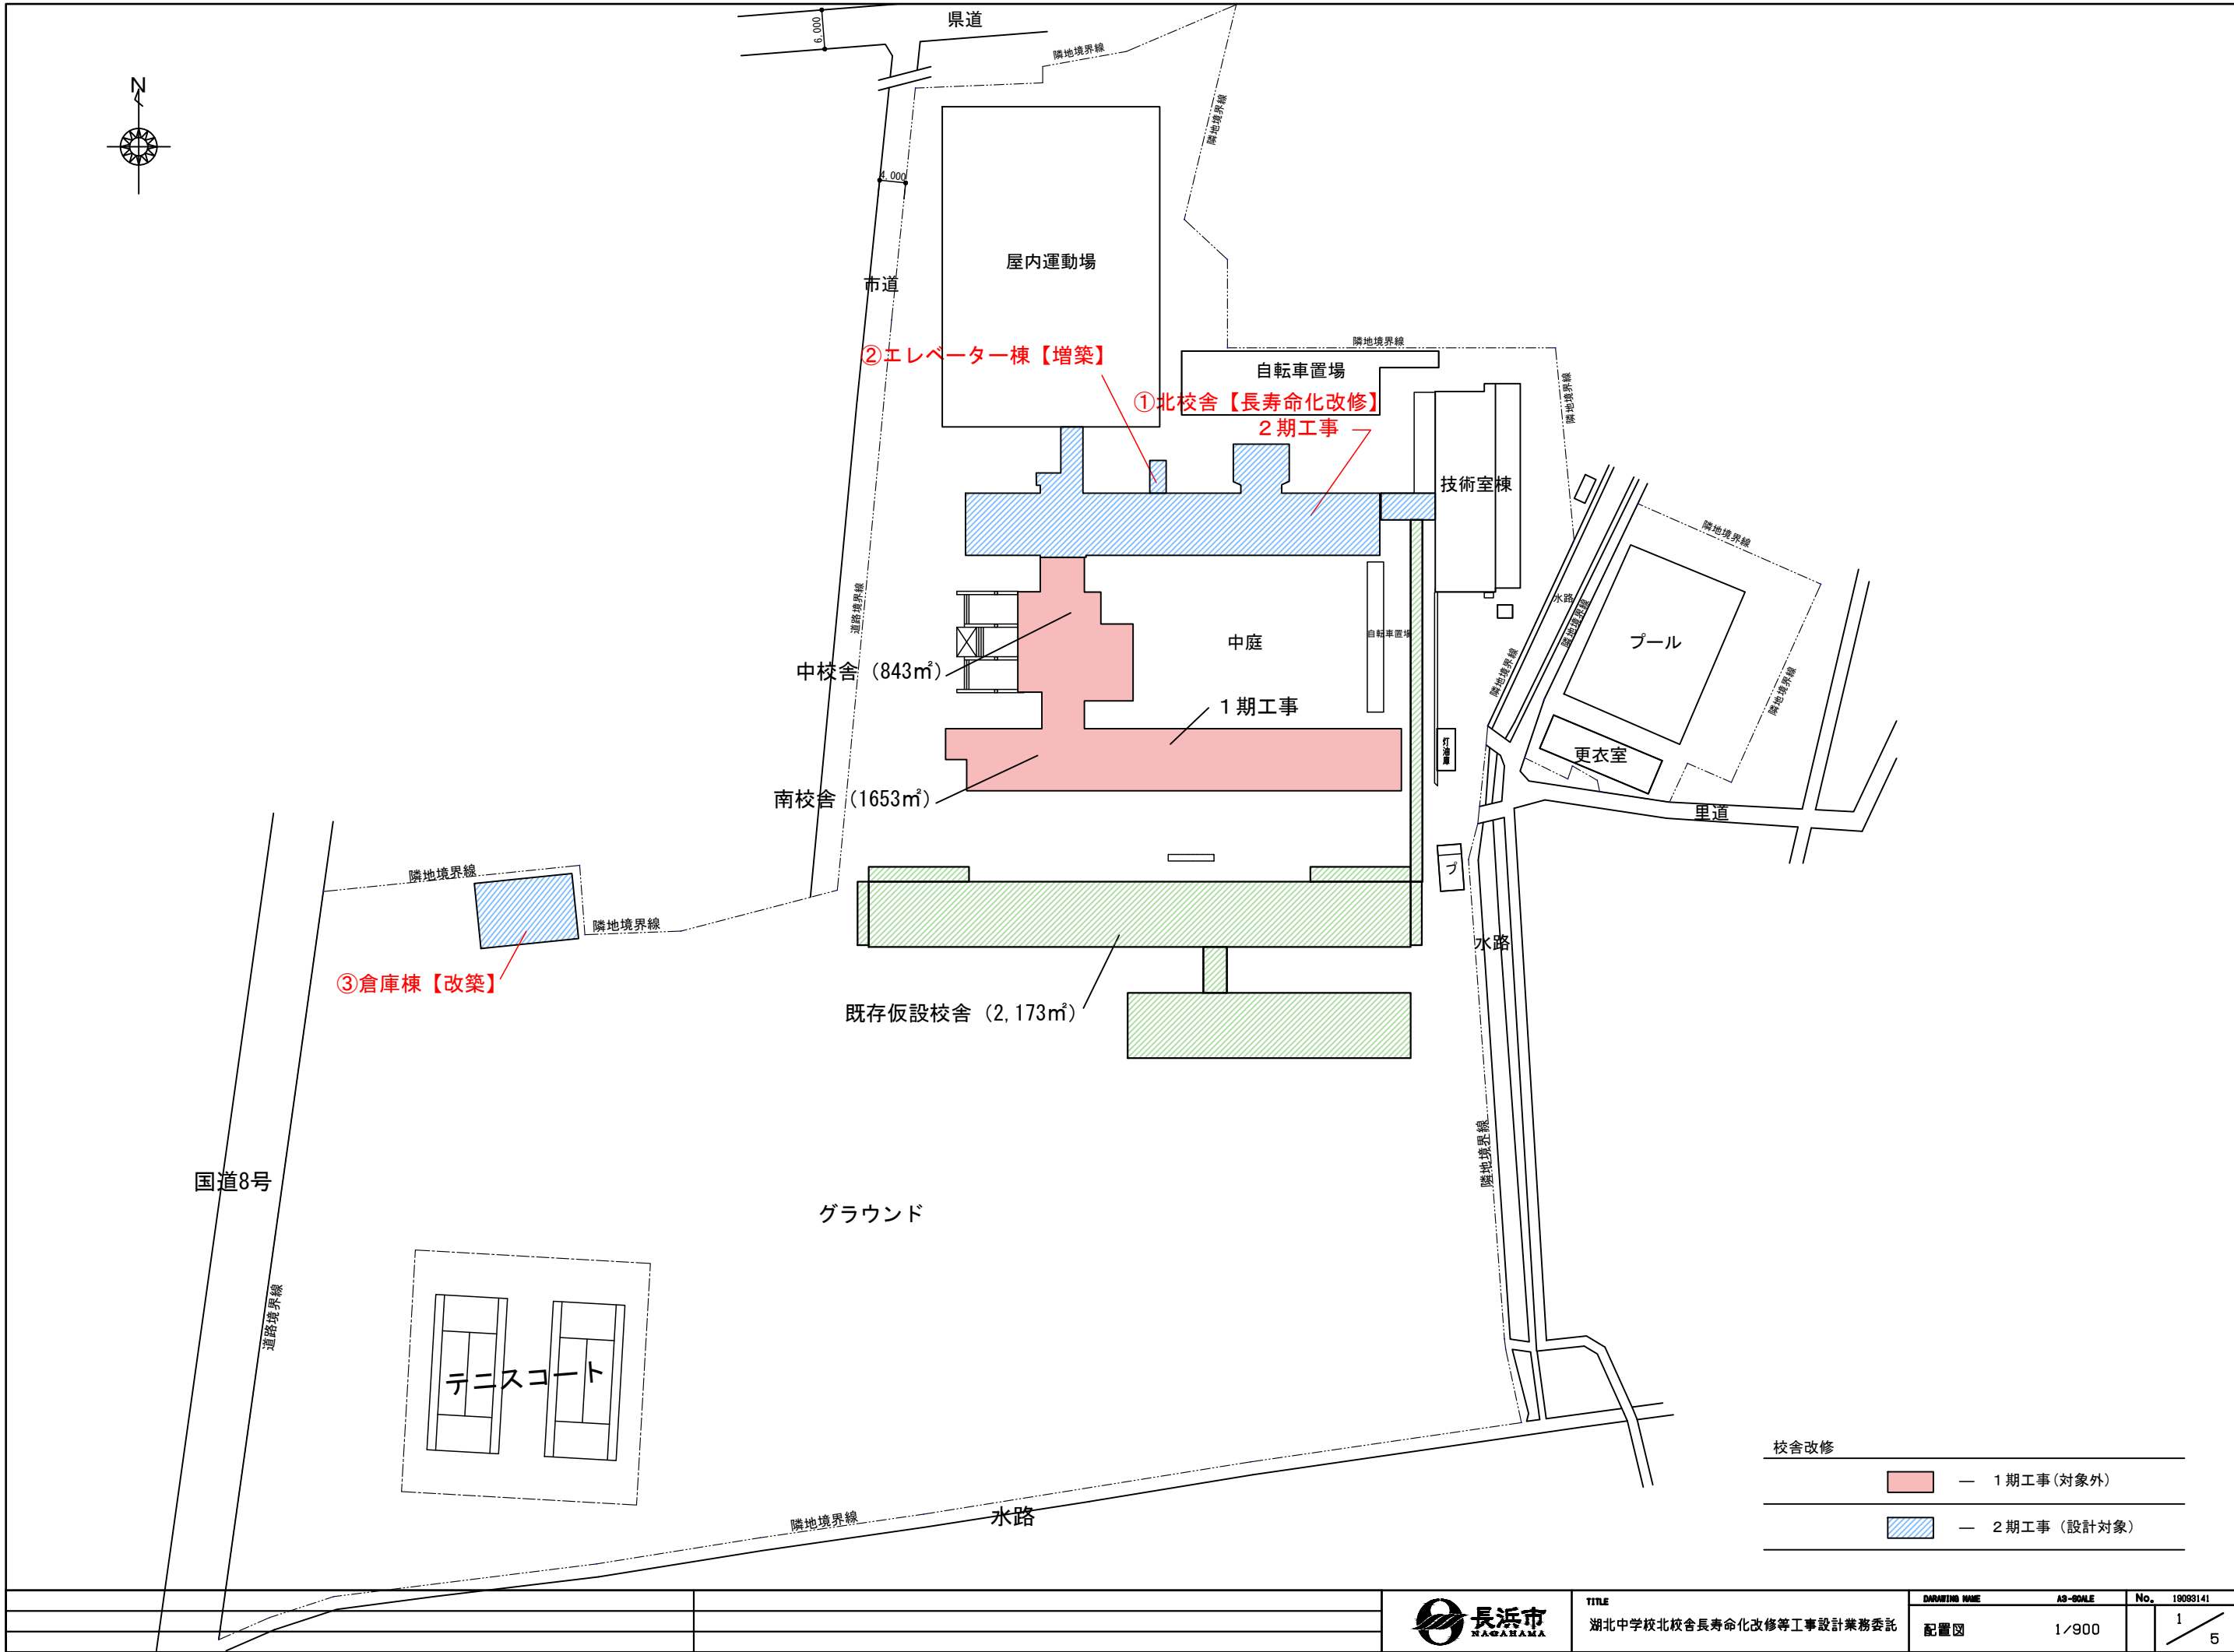 県道
6.000
隣地境界線
N
隣地境界線
4.000
屋内運動場
市道
隣地境界線
②エレベーター棟【増築】
自転車置場
隣地境界線
①北校舎【長寿命化改修】
2期工事
技術室棟
隣地境界線
水路
隣地境界線
プール
道路境界線
中庭
自転車置場
隣地境界線
隣地境界線
中校舎（843㎡）
1期工事
灯油庫
更衣室
南校舎（1653㎡）
里道
隣地境界線
プ
隣地境界線
水路
③倉庫棟【改築】
既存仮設校舎（2,173㎡）
隣地境界線
国道8号
グラウンド
道路境界線
テニスコート
校舎改修
― 1期工事(対象外)
隣地境界線
水路
― 2期工事（設計対象）
長浜市
NAGAHAMA
TITLE
湖北中学校北校舎長寿命化改修等工事設計業務委託
DARAWING NAME
A3-SCALE
配置図
1/900
No. 19093141
1
5